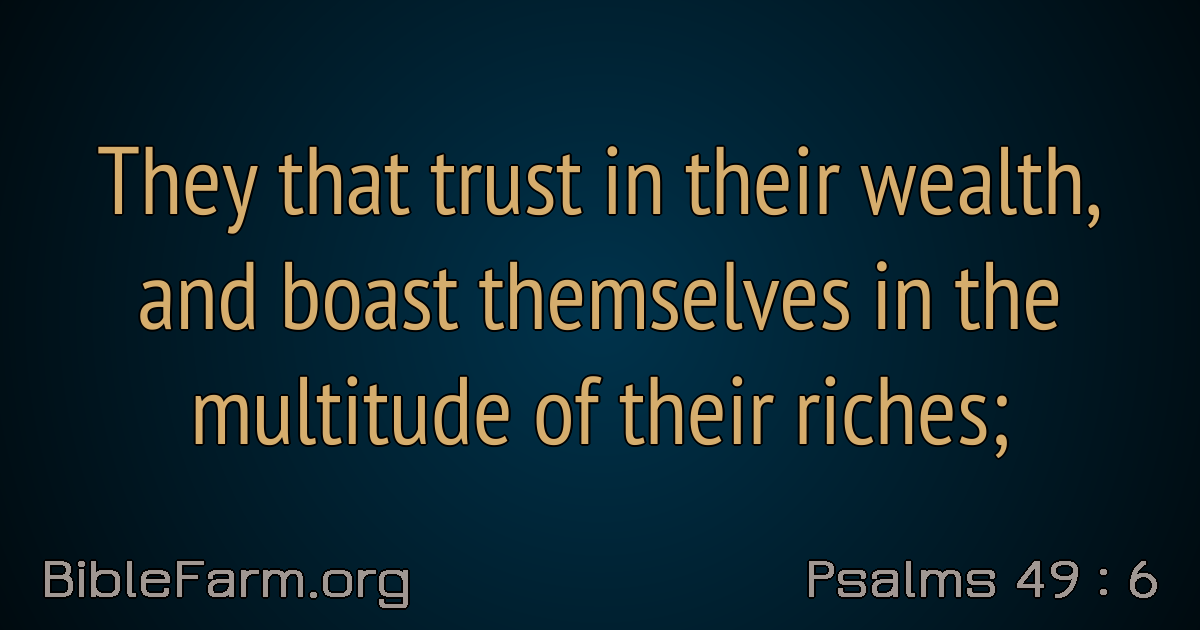 They that trust in their wealth,
and boast themselves in the
multitude of their riches;
BibleFarm.org
Psalms 49 : 6